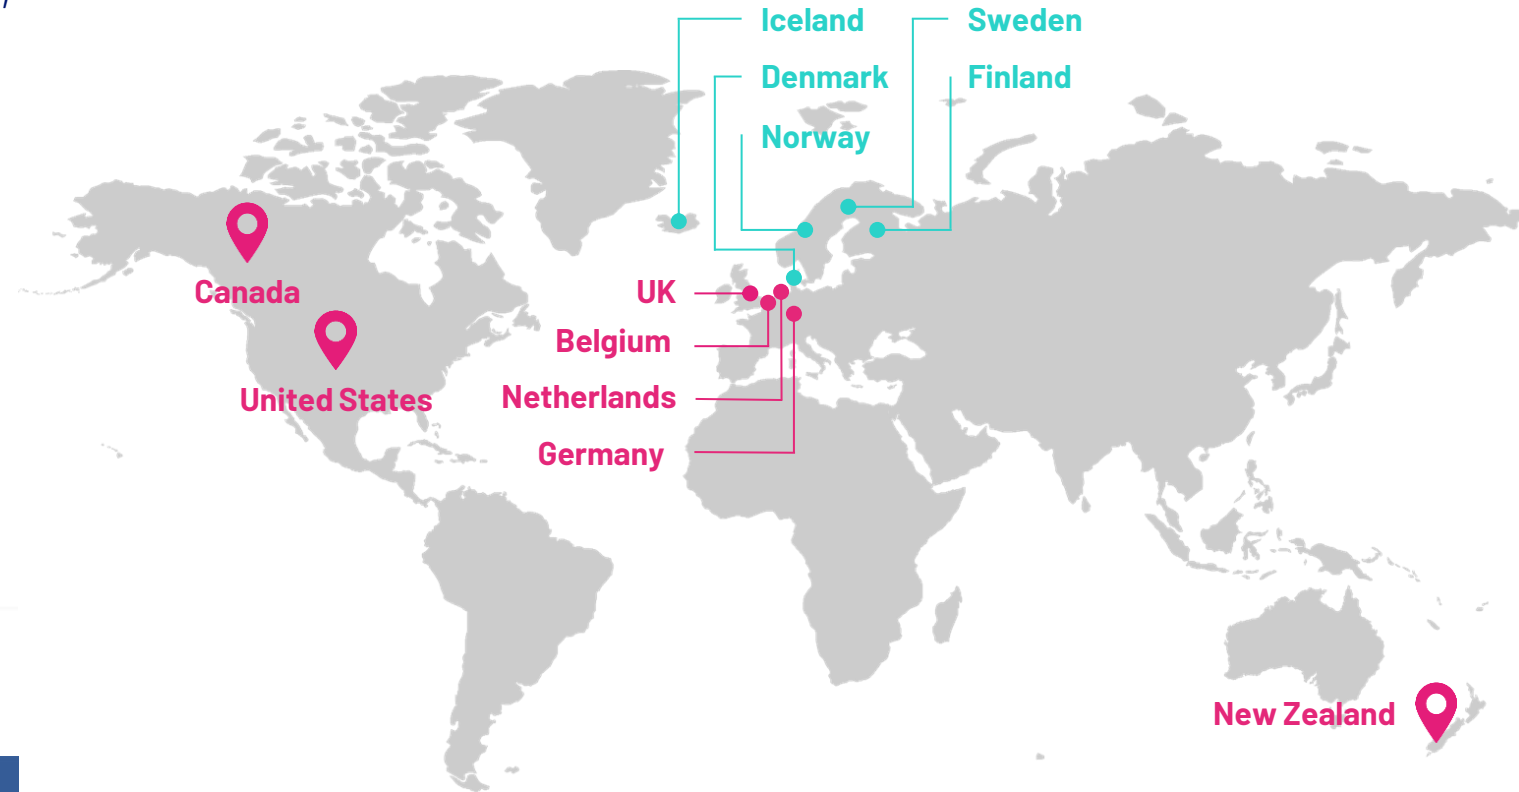 Iceland
Sweden
Denmark
Finland
Norway
Canada
UK
Belgium
United States
Netherlands
Germany
New Zealand